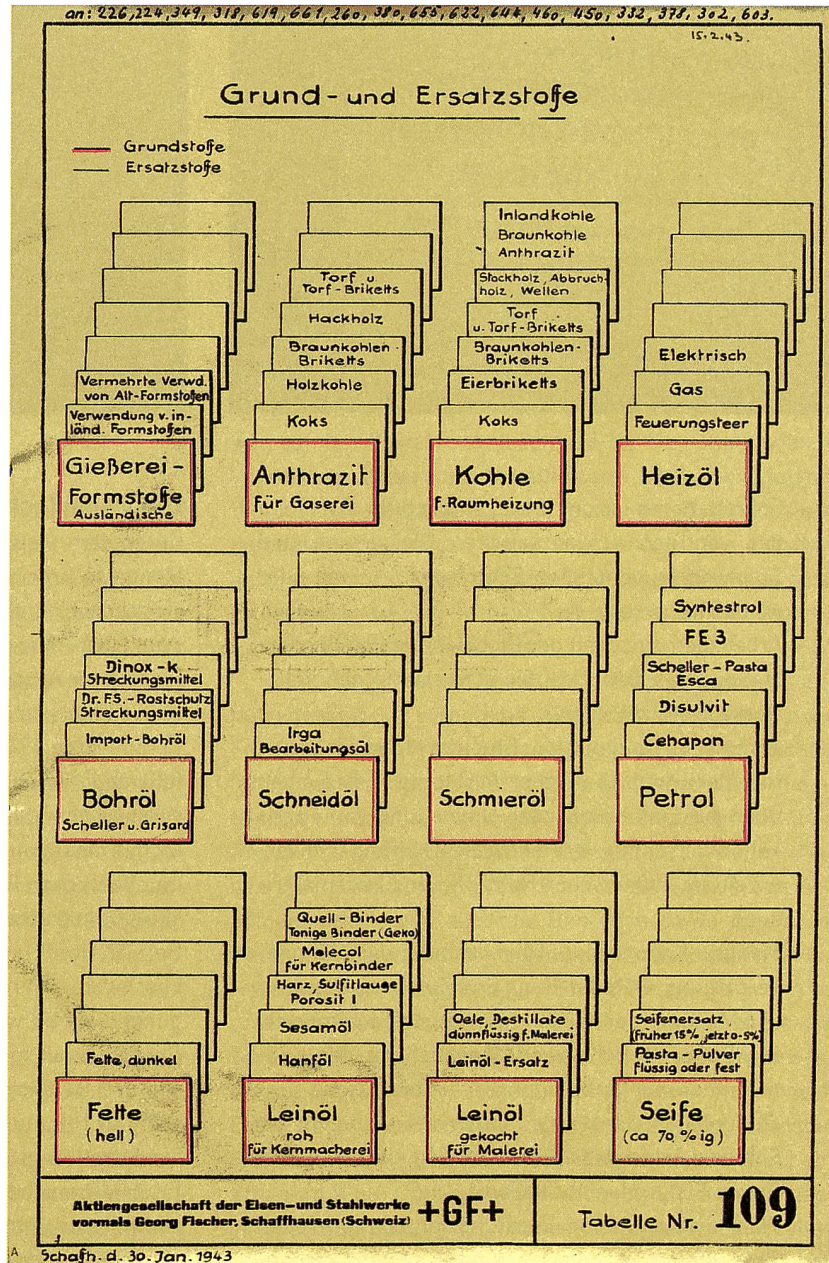 an: 226, 224, 349, 318, 619, 661, 260, 380, 655, 622, 644, 460, 450, 332, 378, 302, 603.
15.2.43.
Grund- und Ersatzstoffe
Grundstoffe
Ersatzstoffe
Vermehrte Verwd.
von Alt-Formstoffen
Verwendung v. in-
länd. Formstoffen
Gießerei-
Formstoffe
Ausländische
Torf u
Torf-Briketts
Hackholz
Braunkohlen-
Briketts
Holzkohle
Koks
Anthrazit
für Gaserei
Inlandkohle
Braunkohle
Anthrazit
Stockholz, Abbruch-
holz, Wellen
Torf
u. Torf-Briketts
Braunkohlen-
Briketts
Eierbriketts
Koks
Kohle
f. Raumheizung
Elektrisch
Gas
Feuerungsteer
Heizöl
Dinox-k
Streckungsmittel
Dr. F.S.-Rostschutz
Streckungsmittel
Import-Bohröl
Bohröl
Scheller u. Grisard
Irga
Bearbeitungsöl
Schneidöl
Schmieröl
Syntestrol
FE 3
Scheller-Pasta
Esca
Disulvit
Cehapon
Petrol
Fette, dunkel
Fette
(hell)
Quell-Binder
Tonige Binder (Geko)
Molecol
für Kernbinder
Harz, Sulfitlauge
Porosit I
Sesamöl
Hanföl
Leinöl
roh
für Kernmacherei
Oele, Destillate
dünnflüssig f. Malerei
Leinöl-Ersatz
Leinöl
gekocht
für Malerei
Seifenersatz
(früher 15%, jetzt 0-5%)
Pasta-Pulver
flüssig oder fest
Seife
(ca 70 % ig)
Aktiengesellschaft der Eisen- und Stahlwerke
vormals Georg Fischer, Schaffhausen (Schweiz)
+GF+
Tabelle Nr. 109
A
Schafh. d. 30. Jan. 1943